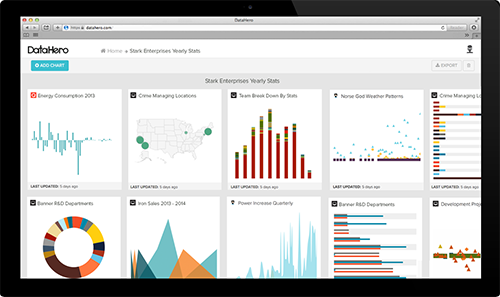 DataHero
https datahero.com
DataHero
Home » Stark Enterprises Yearly Stats
ADD CHART
EXPORT
Stark Enterprises Yearly Stats
Energy Consumption 2013
Crime Managing Locations
Team Break Down By Stats
Norse God Weather Patterns
Crime Managing Loc
LAST UPDATED: 5 days ago
LAST UPDATED: 5 days ago
LAST UPDATED: 5 days ago
LAST UPDATED: 5 days ago
LAST UPDATED: 5 days
Banner R&D Departments
Iron Sales 2013 - 2014
Power Increase Quarterly
Banner R&D Departments
Development Proje